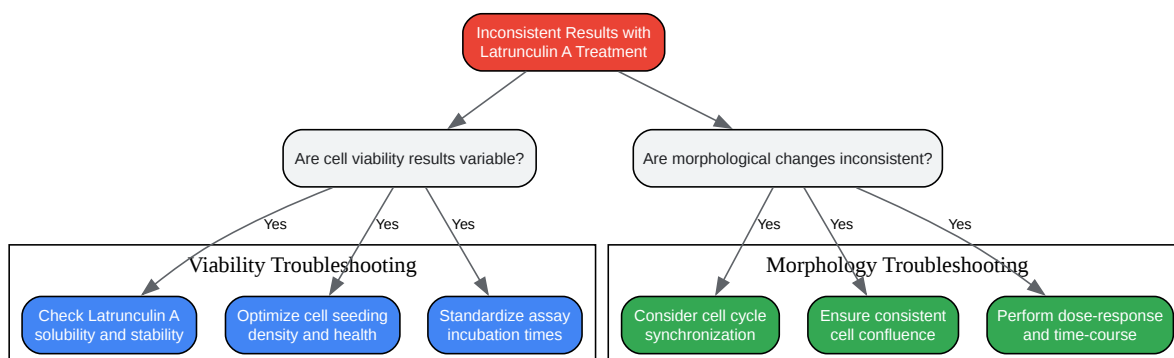 Inconsistent Results with
Latrunculin A Treatment
Are cell viability results variable?
Are morphological changes inconsistent?
Yes
Yes
Yes
Yes
Yes
Yes
Viability Troubleshooting
Morphology Troubleshooting
Check Latrunculin A
solubility and stability
Optimize cell seeding
density and health
Standardize assay
incubation times
Consider cell cycle
synchronization
Ensure consistent
cell confluence
Perform dose-response
and time-course